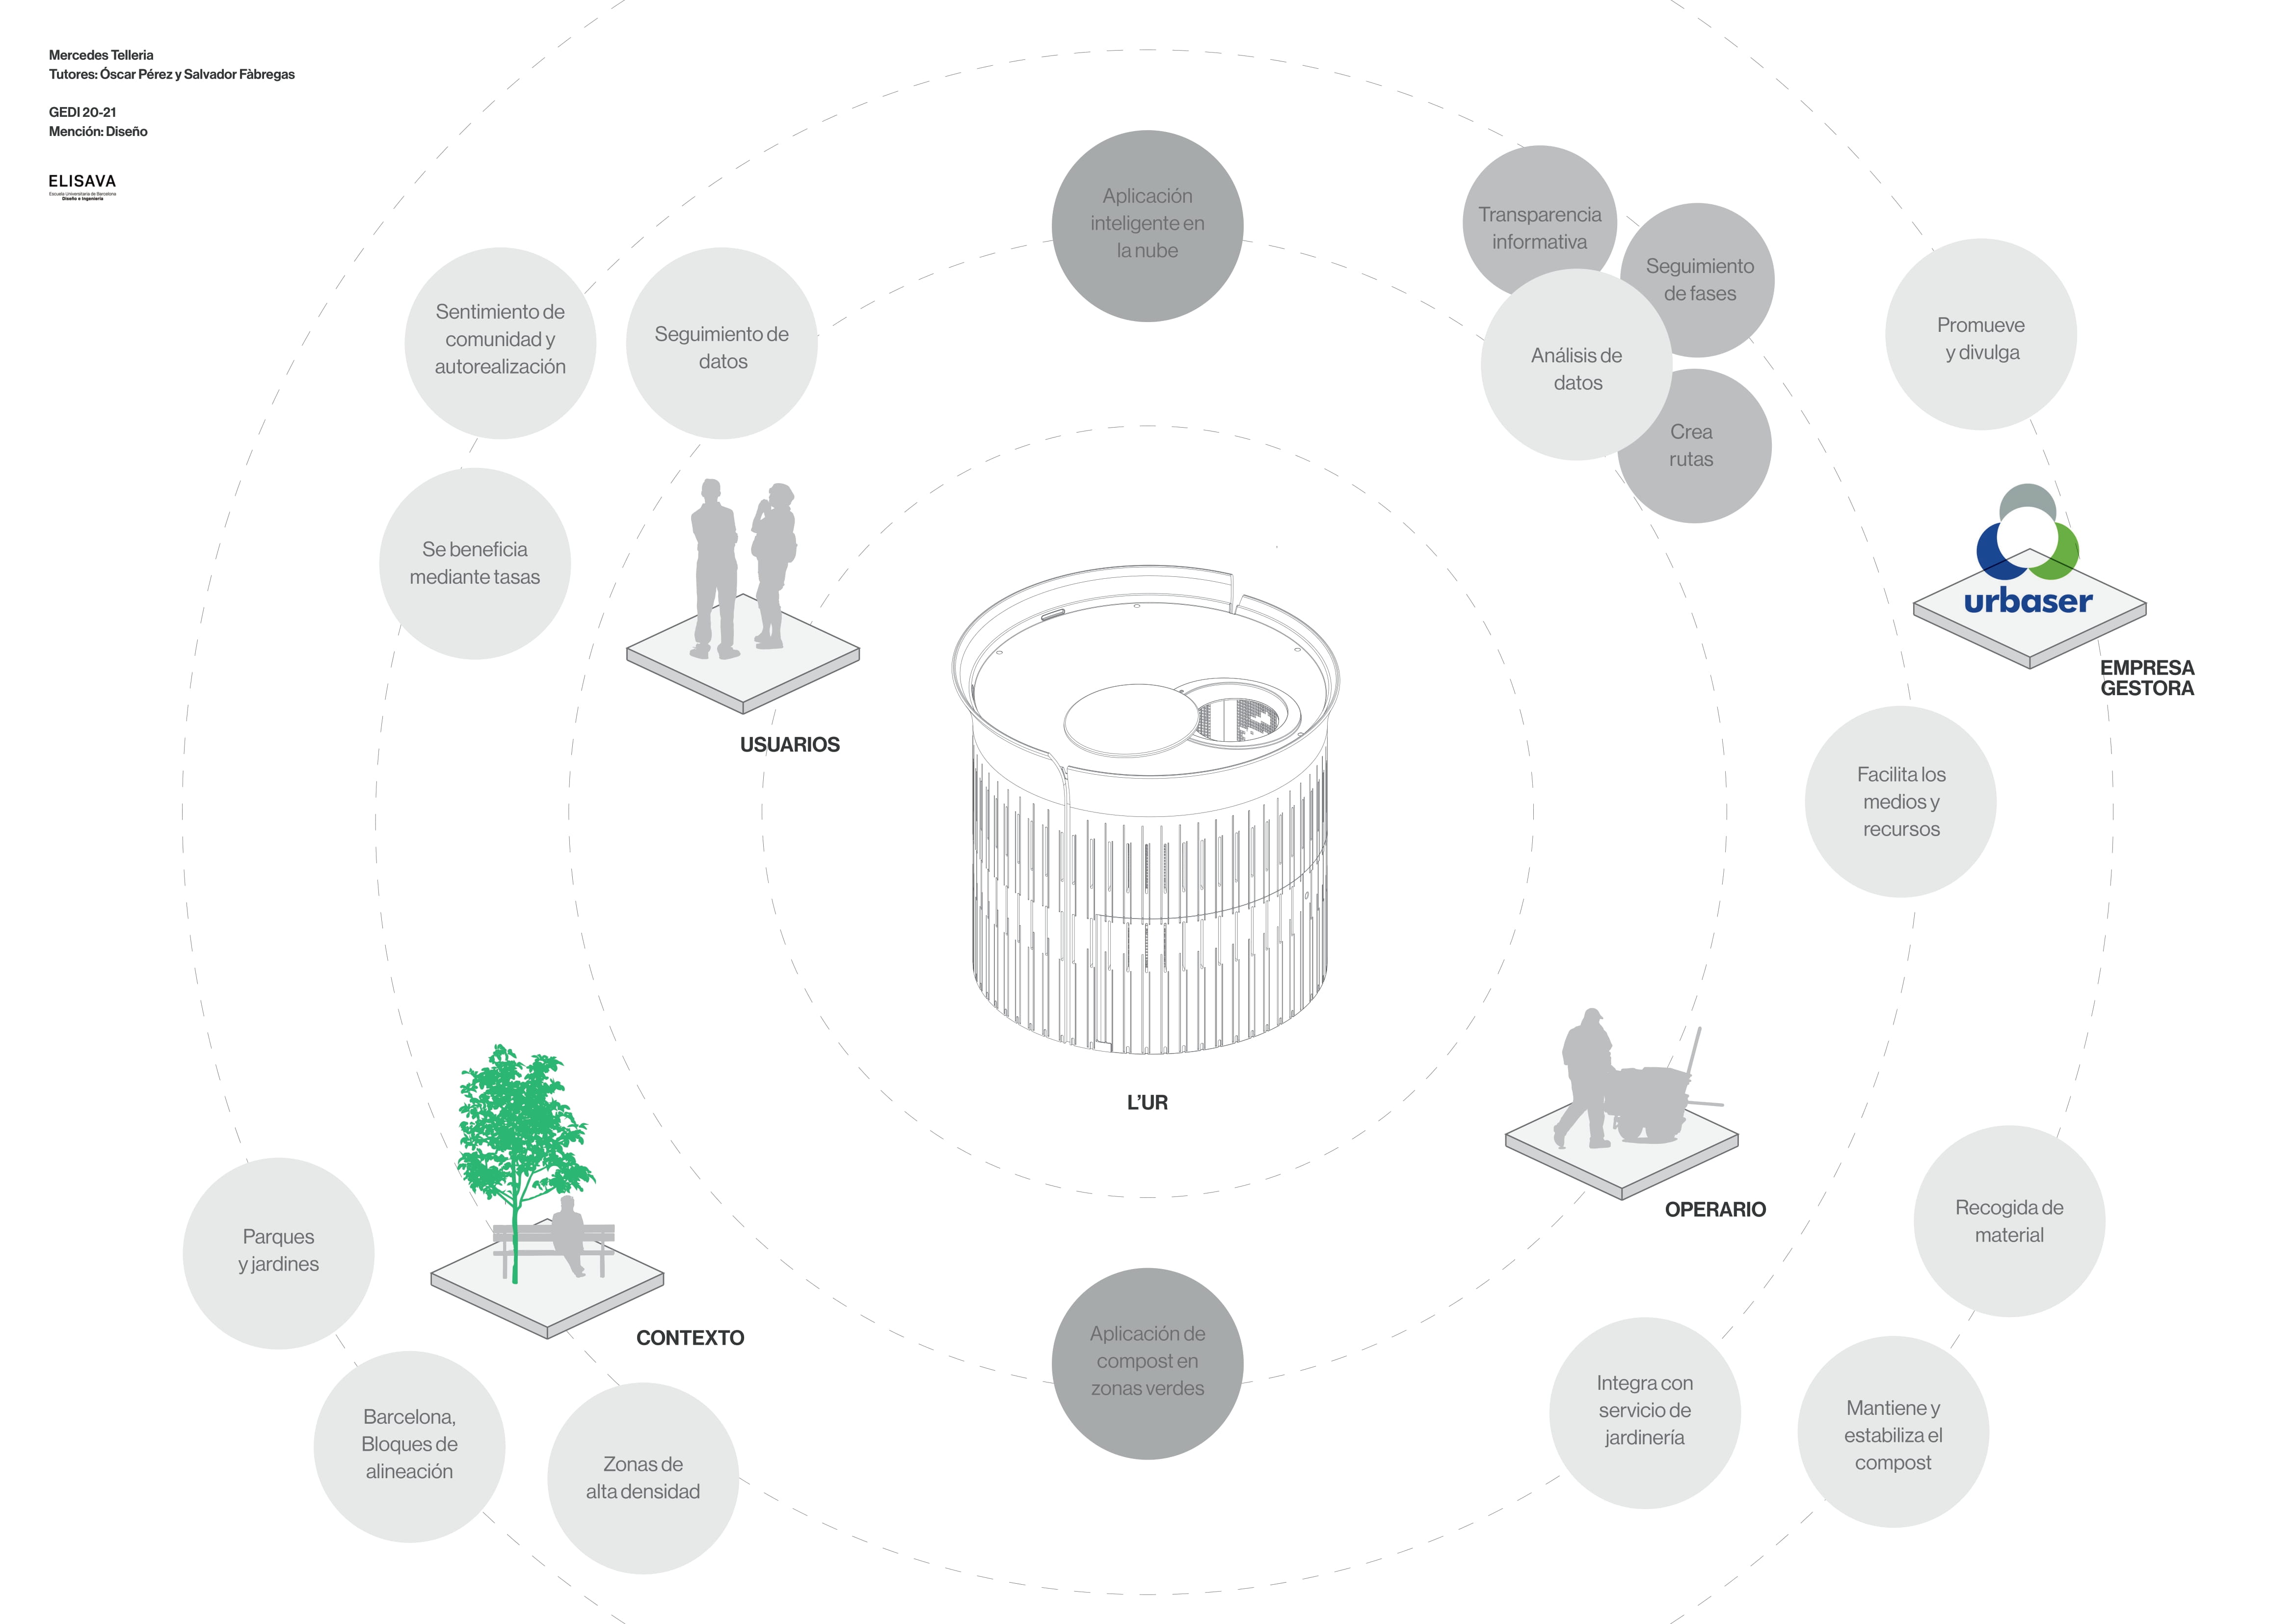 Mercedes Telleria
Tutores: Óscar Pérez y Salvador Fàbregas
GEDI 20-21
Mención: Diseño
ELISAVA
Escuela Universitaria de Barcelona
Diseño e Ingeniería
Aplicación
inteligente en
la nube
Transparencia
informativa
Seguimiento
de fases
Análisis de
datos
Crea
rutas
Promueve
y divulga
Sentimiento de
comunidad y
autorealización
Seguimiento de
datos
Se beneficia
mediante tasas
USUARIOS
urbaser
EMPRESA
GESTORA
Facilita los
medios y
recursos
L'UR
OPERARIO
Recogida de
material
Parques
y jardines
CONTEXTO
Aplicación de
compost en
zonas verdes
Integra con
servicio de
jardinería
Mantiene y
estabiliza el
compost
Barcelona,
Bloques de
alineación
Zonas de
alta densidad